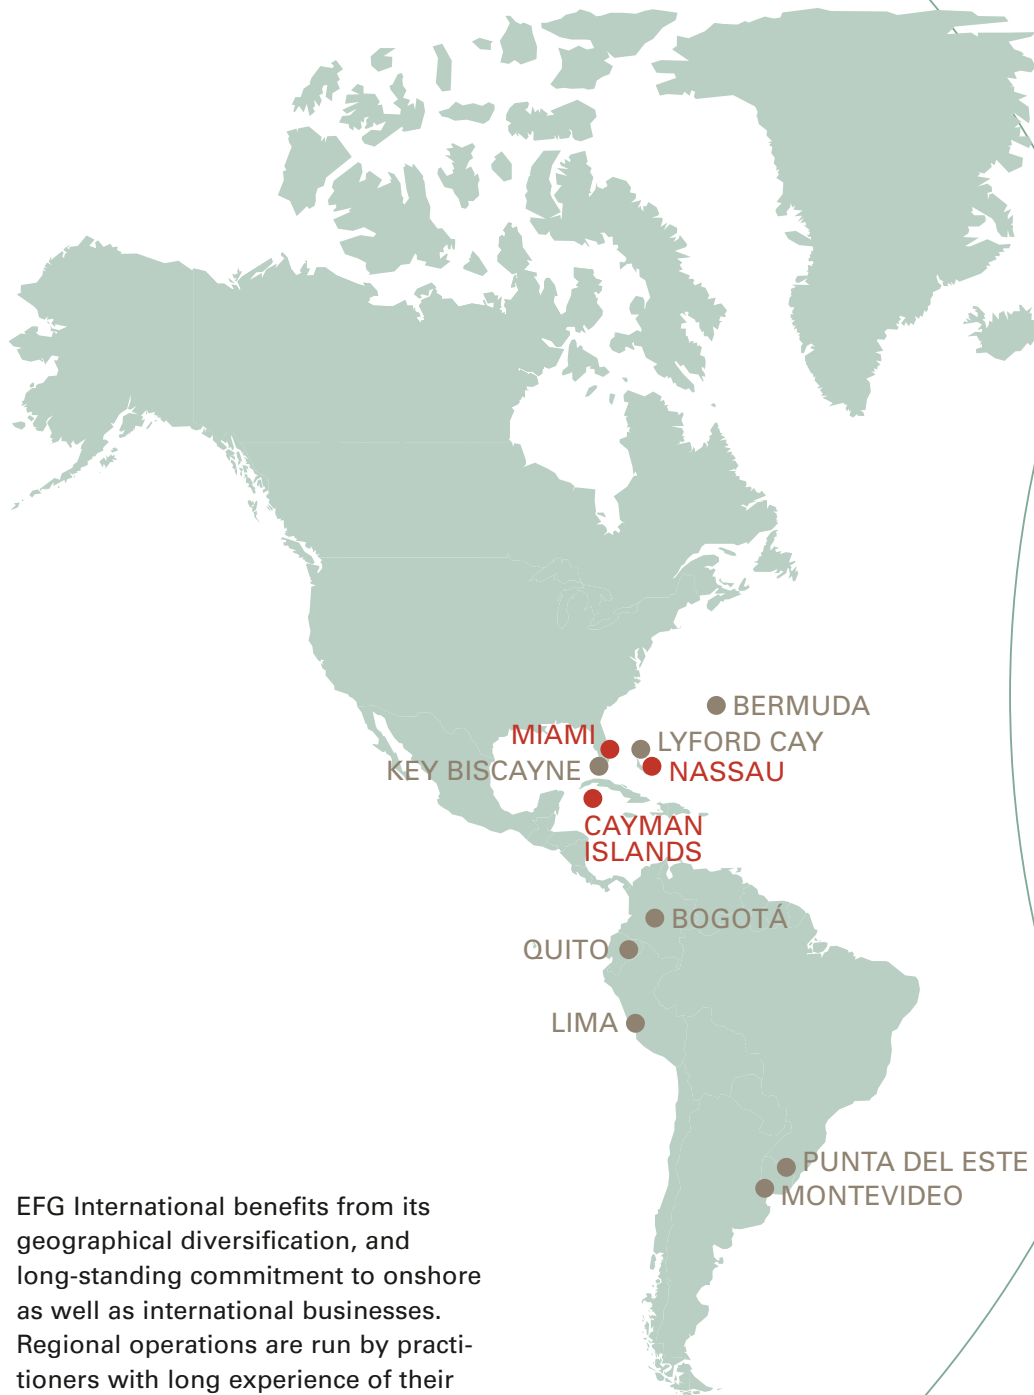 BERMUDA
MIAMI
LYFORD CAY
KEY BISCAYNE
NASSAU
CAYMAN
ISLANDS
BOGOTÁ
QUITO
LIMA
PUNTA DEL ESTE
MONTEVIDEO
EFG International benefits from its
geographical diversification, and
long-standing commitment to onshore
as well as international businesses.
Regional operations are run by practi-
tioners with long experience of their